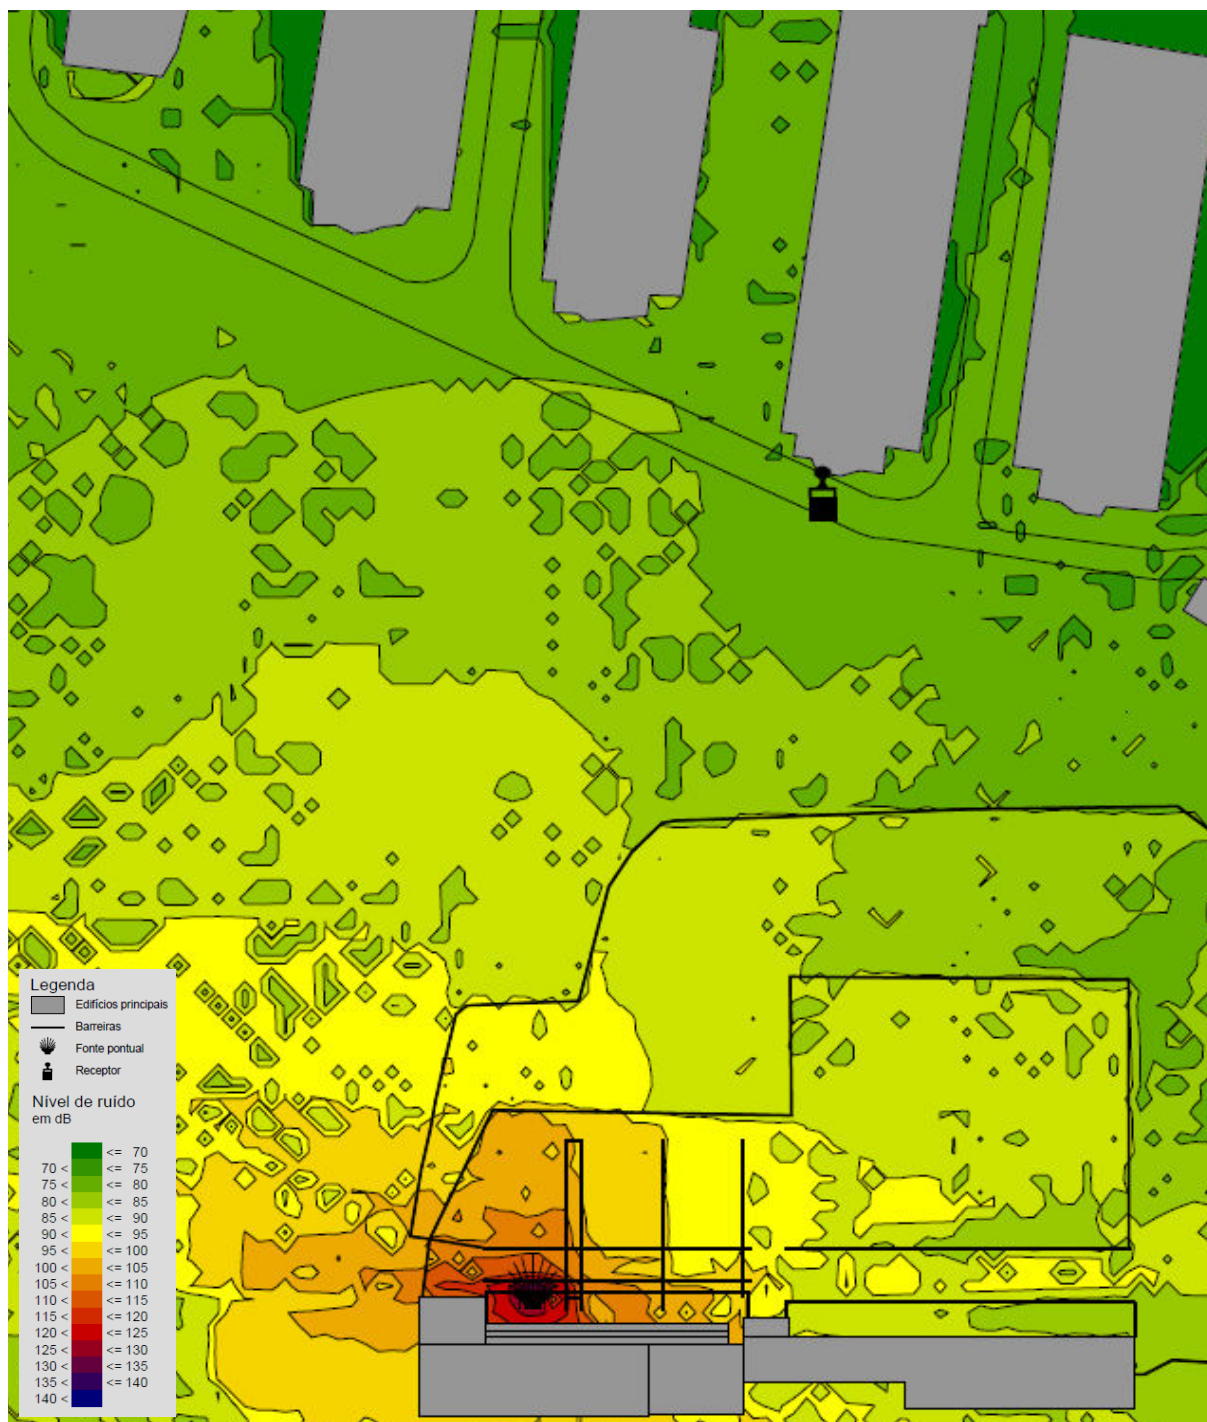 Legenda
Edifícios principais
Barreiras
Fonte pontual
Receptor
Nível de ruído
em dB
<= 70
70 < <= 75
75 < <= 80
80 < <= 85
85 < <= 90
90 < <= 95
95 < <= 100
100 < <= 105
105 < <= 110
110 < <= 115
115 < <= 120
120 < <= 125
125 < <= 130
130 < <= 135
135 < <= 140
140 <